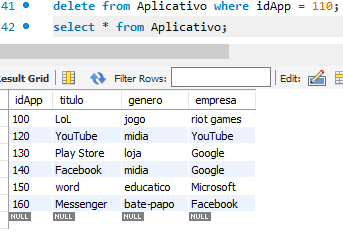 41 delete from Aplicativo where idApp = 110;
42 select * from Aplicativo;
Result Grid Filter Rows: Edit:
idApp titulo genero empresa
100 LoL jogo riot games
120 YouTube midia YouTube
130 Play Store loja Google
140 Facebook midia Google
150 word educatico Microsoft
160 Messenger bate-papo Facebook
NULL NULL NULL NULL